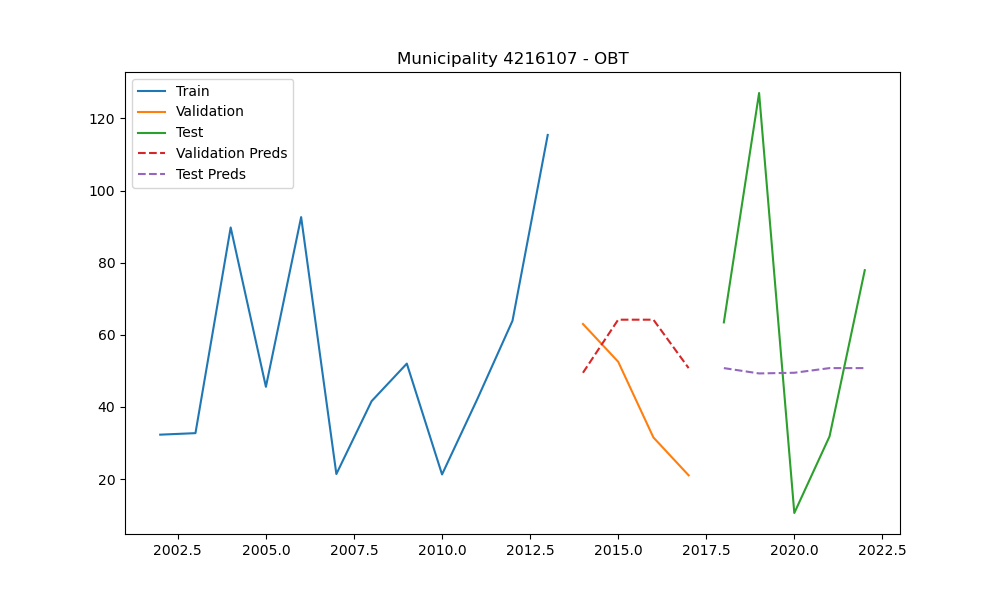 Municipality 4216107 - OBT
Train
Validation
Test
Validation Preds
Test Preds
120
100
80
60
40
20
2002.5 2005.0 2007.5 2010.0 2012.5 2015.0 2017.5 2020.0 2022.5